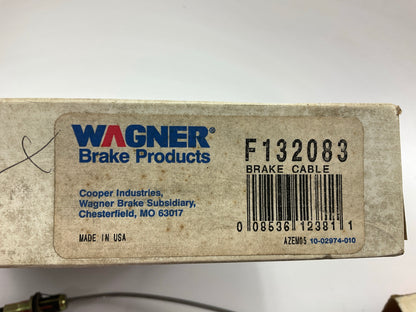 WAGNER®
Brake Products
Cooper Industries,
Wagner Brake Subsidiary,
Chesterfield, MO 63017
MADE IN USA
F132083
BRAKE CABLE
0 08536 12381 1
AZEM05 10-02974-010